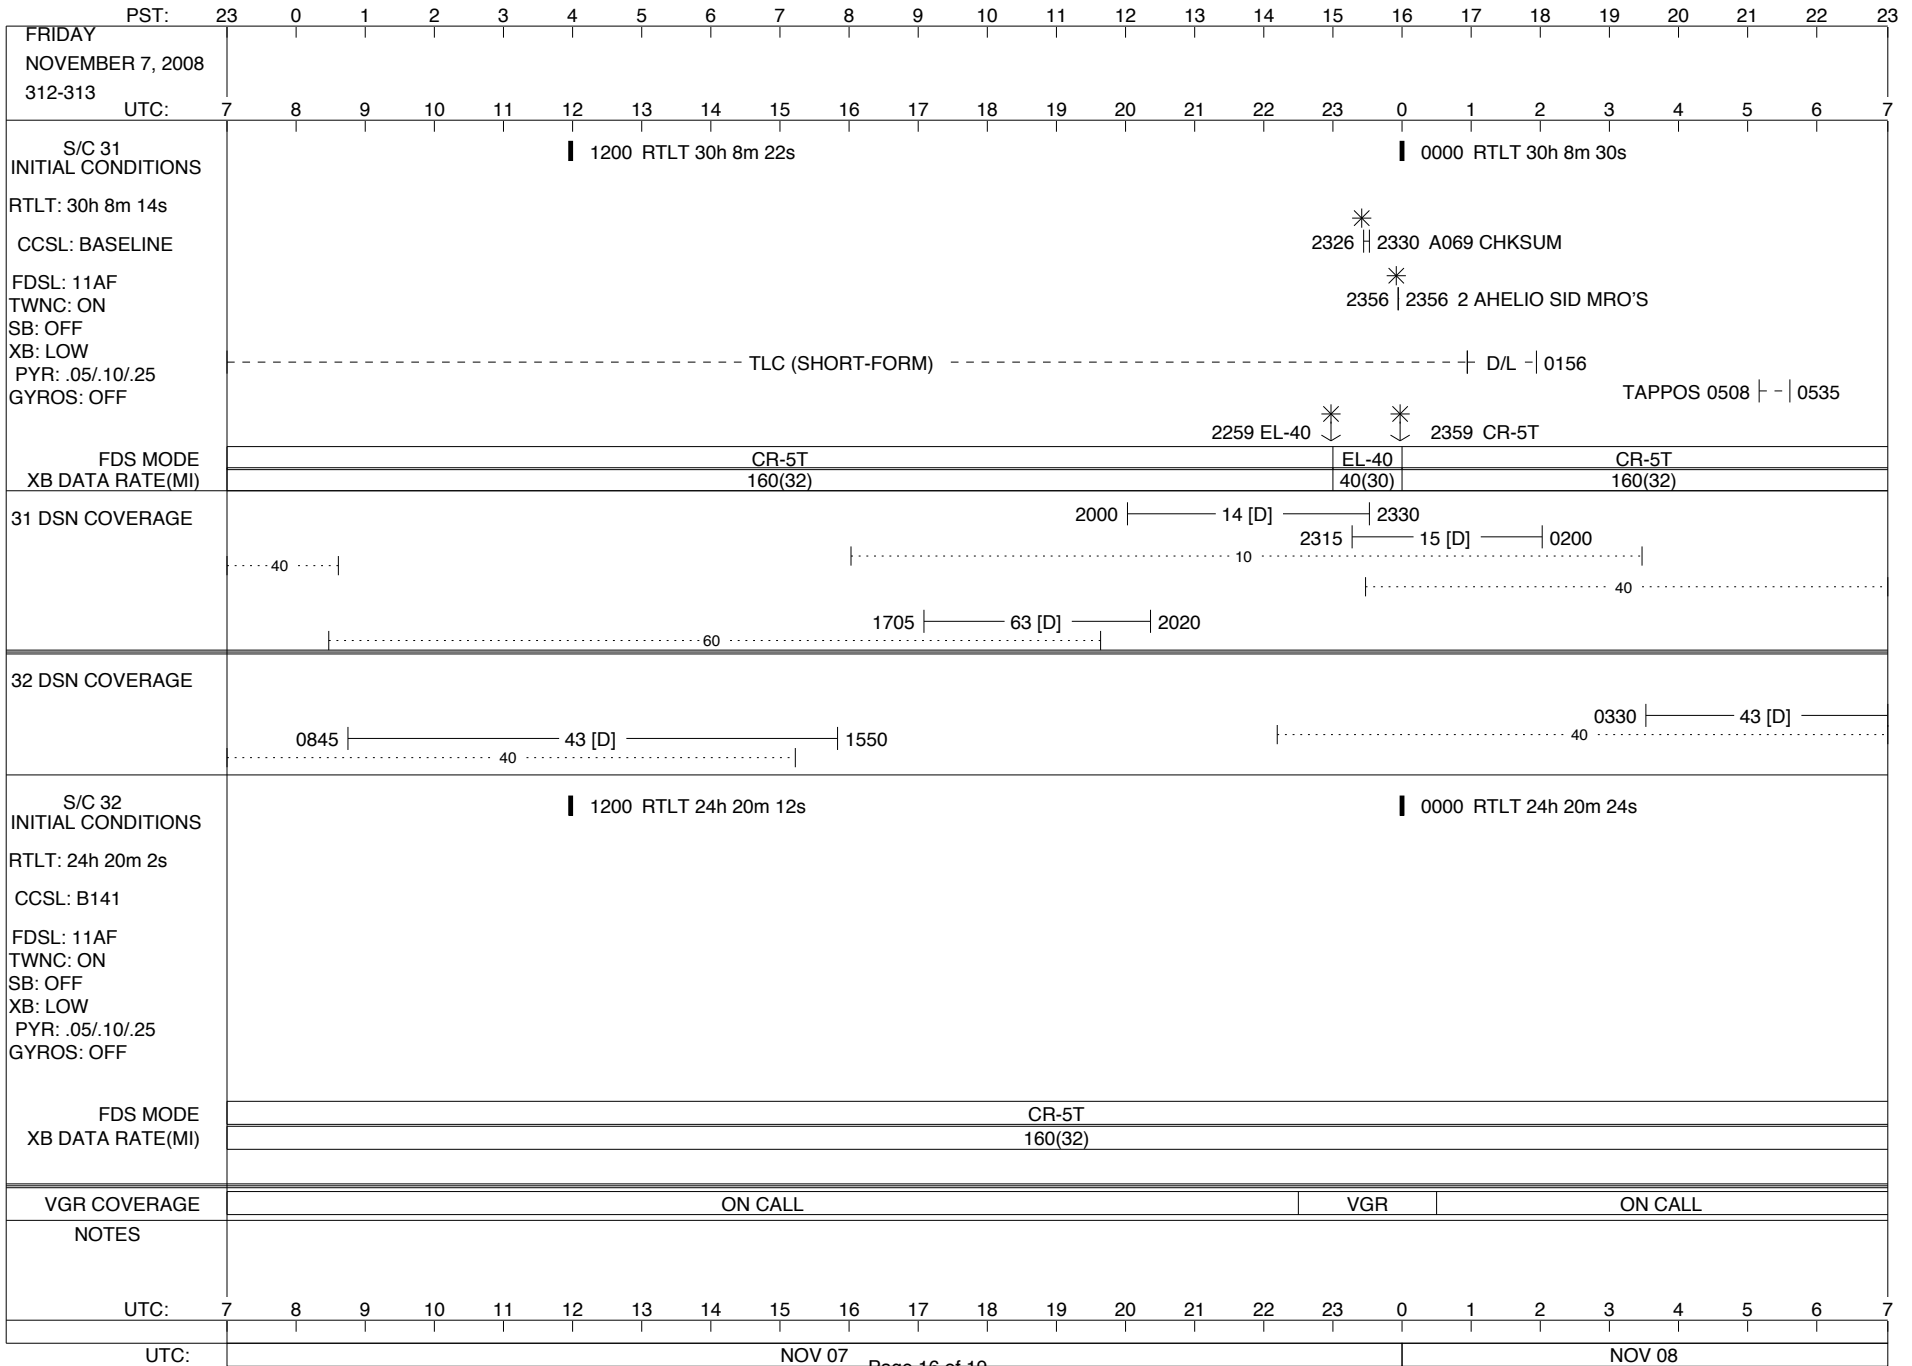 PST: 23 0 1 2 3 4 5 6 7 8 9 10 11 12 13 14 15 16 17 18 19 20 21 22 23
FRIDAY
NOVEMBER 7, 2008
312-313
UTC: 7 8 9 10 11 12 13 14 15 16 17 18 19 20 21 22 23 0 1 2 3 4 5 6 7
S/C 31
INITIAL CONDITIONS
1200 RTLT 30h 8m 22s
0000 RTLT 30h 8m 30s
RTLT: 30h 8m 14s
CCSL: BASELINE
2326 2330 A069 CHKSUM
FDSL: 11AF
2356 2356 2 AHELIO SID MRO'S
TWNC: ON
SB: OFF
XB: LOW
TLC (SHORT-FORM) D/L 0156
PYR: .05/.10/.25
GYROS: OFF
TAPPOS 0508 0535
2259 EL-40 2359 CR-5T
FDS MODE CR-5T EL-40 CR-5T
XB DATA RATE(MI) 160(32) 40(30) 160(32)
31 DSN COVERAGE
2000 14 [D] 2330
2315 15 [D] 0200
10
40
40
1705 63 [D] 2020
60
32 DSN COVERAGE
0330 43 [D]
40
0845 43 [D] 1550
40
S/C 32
INITIAL CONDITIONS
1200 RTLT 24h 20m 12s
0000 RTLT 24h 20m 24s
RTLT: 24h 20m 2s
CCSL: B141
FDSL: 11AF
TWNC: ON
SB: OFF
XB: LOW
PYR: .05/.10/.25
GYROS: OFF
FDS MODE CR-5T
XB DATA RATE(MI) 160(32)
VGR COVERAGE ON CALL VGR ON CALL
NOTES
UTC: 7 8 9 10 11 12 13 14 15 16 17 18 19 20 21 22 23 0 1 2 3 4 5 6 7
UTC: NOV 07 NOV 08
Page 16 of 19